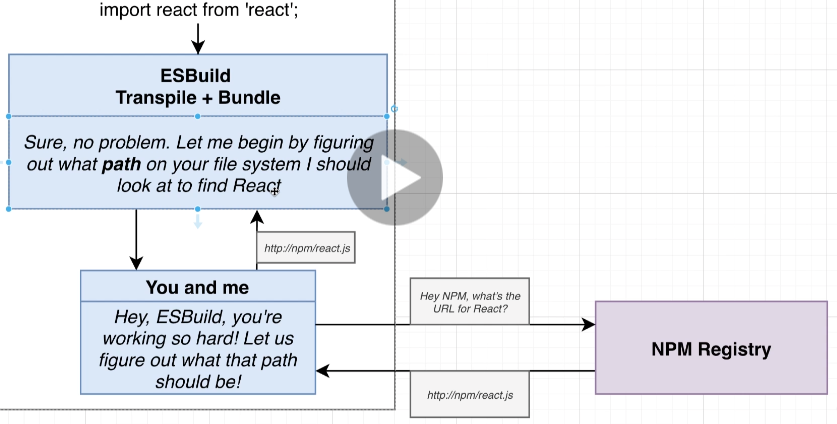 import react from 'react';
ESBuild
Transpile + Bundle
Sure, no problem. Let me begin by figuring
out what path on your file system I should
look at to find React
http://npm/react.js
You and me
Hey, ESBuild, you're
working so hard! Let us
figure out what that path
should be!
Hey NPM, what's the
URL for React?
NPM Registry
http://npm/react.js